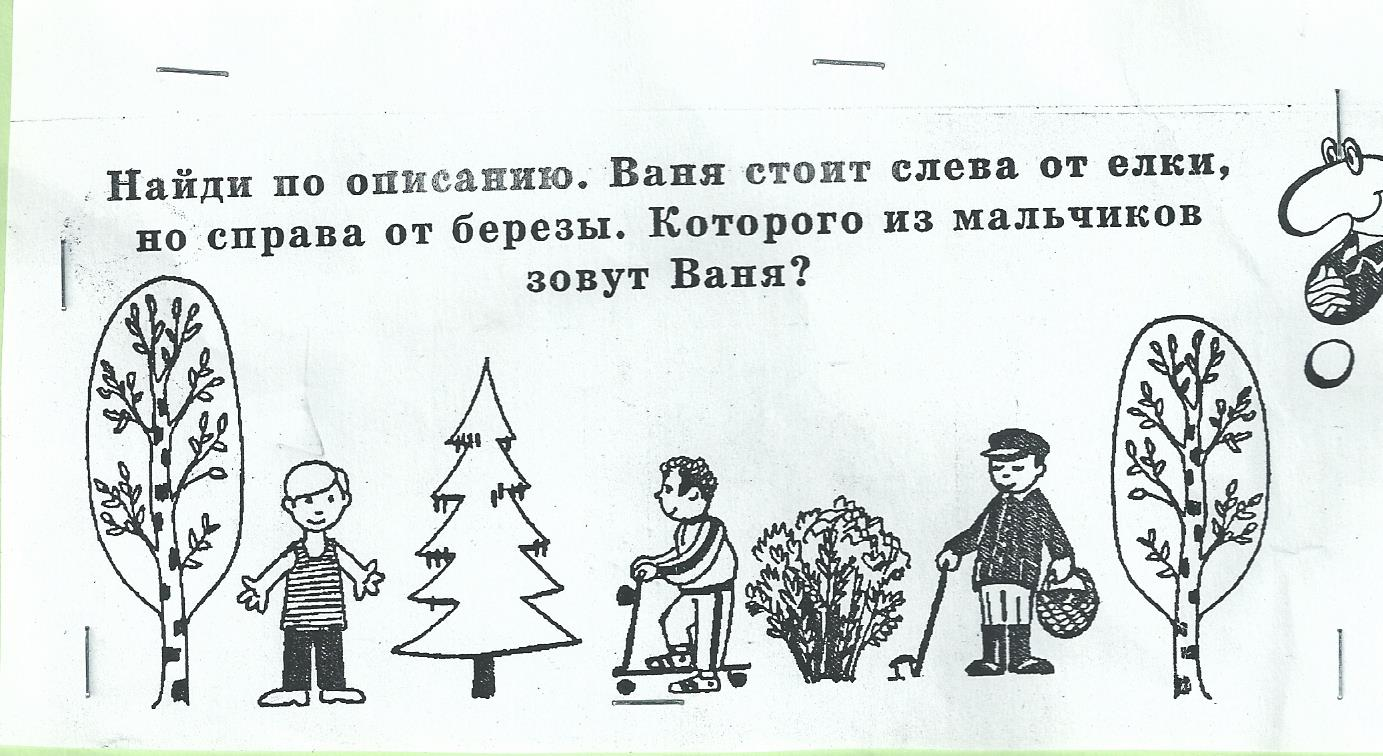 Найди по описанию. Ваня стоит слева от елки,
но справа от березы. Которого из мальчиков
зовут Ваня?